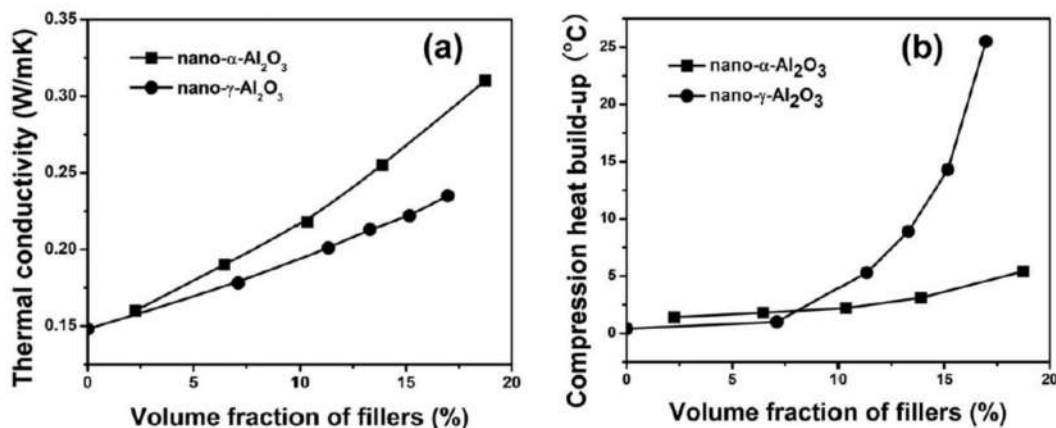 Thermal conductivity (W/mK)
0.35
0.30
0.25
0.20
0.15
nano-α-Al₂O₃
nano-γ-Al₂O₃
(a)
0 5 10 15 20
Volume fraction of fillers (%)
Compression heat build-up (°C)
25
20
15
10
5
0
nano-α-Al₂O₃
nano-γ-Al₂O₃
(b)
0 5 10 15 20
Volume fraction of fillers (%)